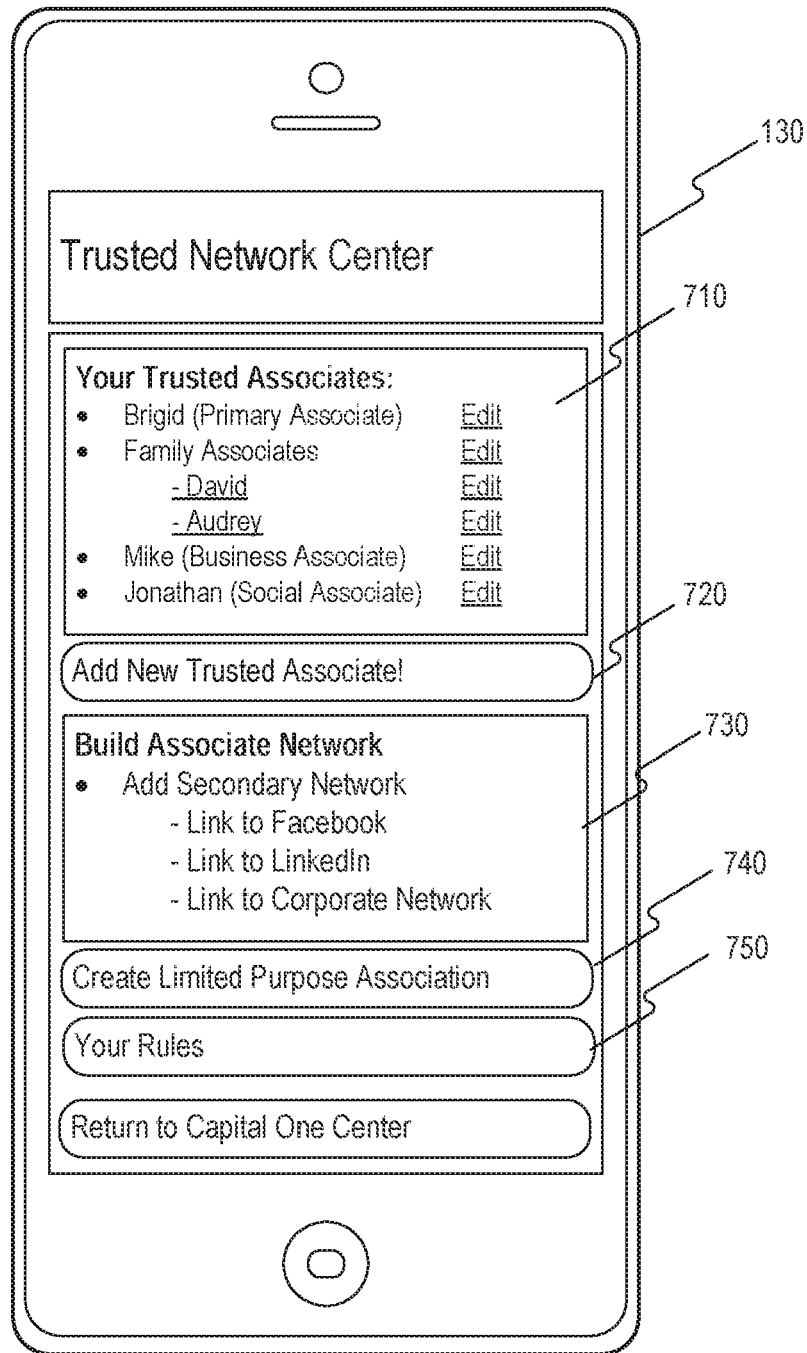 130
Trusted Network Center
710
Your Trusted Associates:
• Brigid (Primary Associate) Edit
• Family Associates Edit
- David Edit
- Audrey Edit
• Mike (Business Associate) Edit
• Jonathan (Social Associate) Edit
720
Add New Trusted Associate!
730
Build Associate Network
• Add Secondary Network
- Link to Facebook
- Link to LinkedIn
- Link to Corporate Network
740
Create Limited Purpose Association
750
Your Rules
Return to Capital One Center